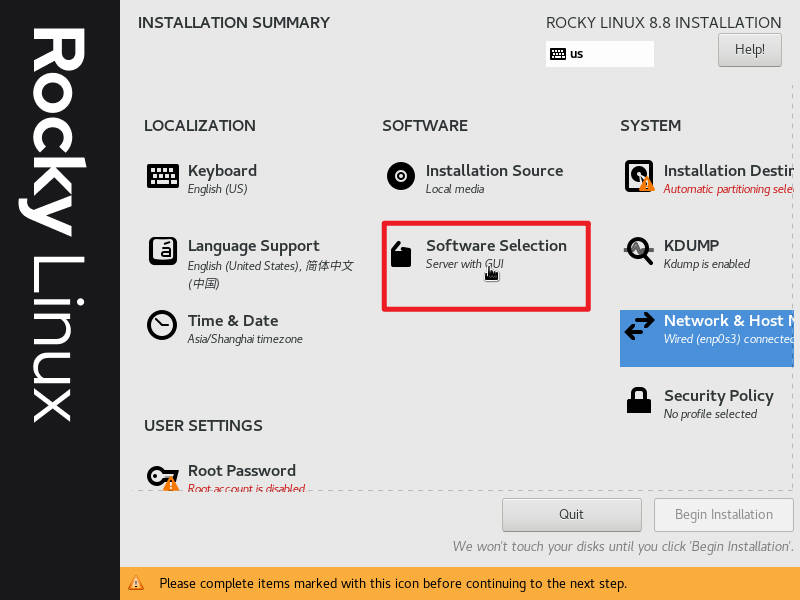 Rocky Linux
INSTALLATION SUMMARY
ROCKY LINUX 8.8 INSTALLATION
us
Help!
LOCALIZATION
Keyboard
English (US)
Language Support
English (United States), 简体中文
(中国)
Time & Date
Asia/Shanghai timezone
USER SETTINGS
Root Password
Root account is disabled
SOFTWARE
Installation Source
Local media
Software Selection
Server with GUI
SYSTEM
Installation Destin
Automatic partitioning sele
KDUMP
Kdump is enabled
Network & Host N
Wired (enp0s3) connected
Security Policy
No profile selected
Quit
Begin Installation
We won't touch your disks until you click 'Begin Installation'.
Please complete items marked with this icon before continuing to the next step.